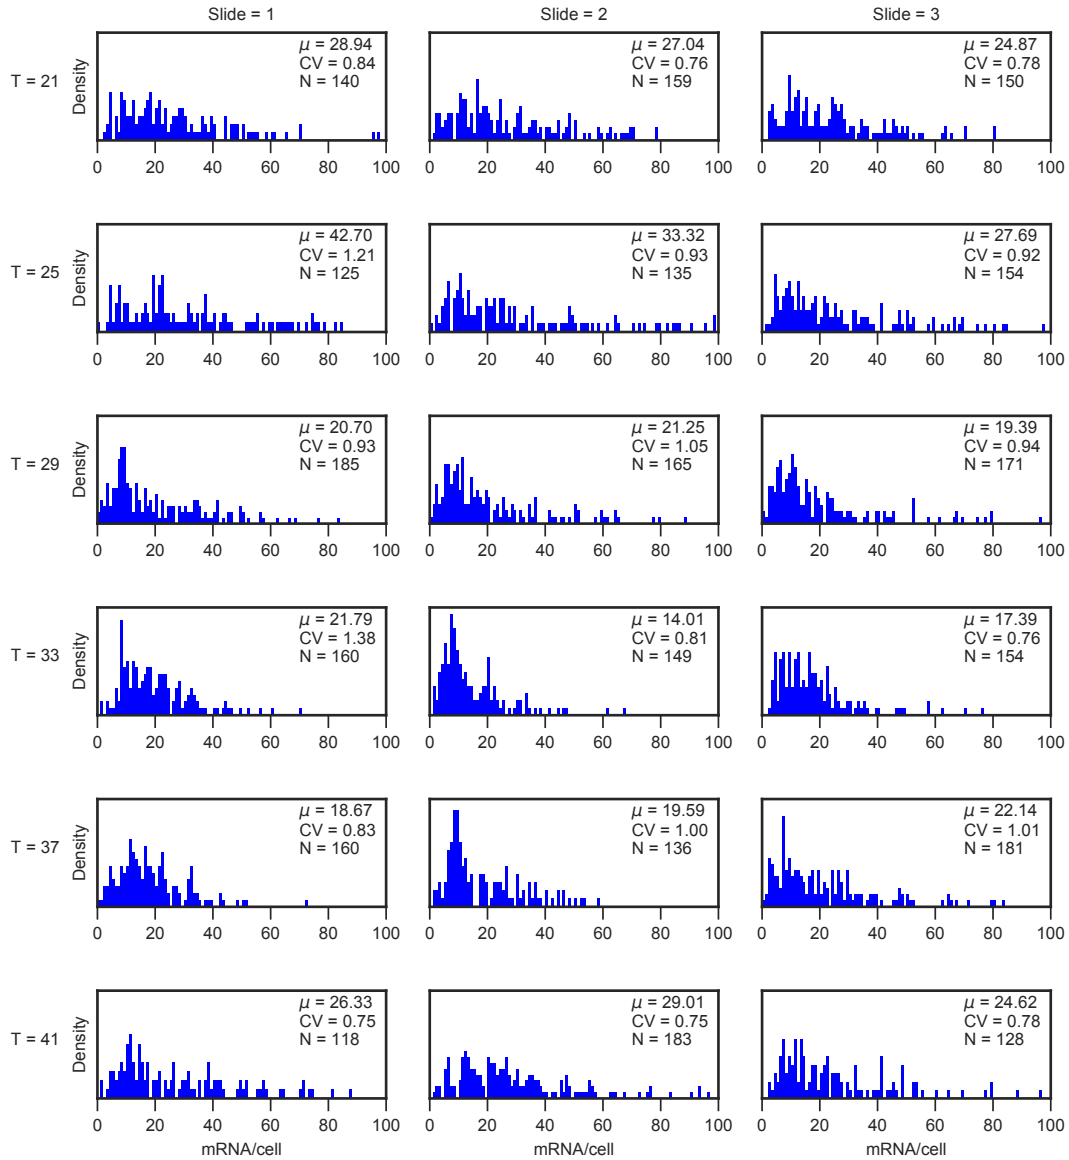 Slide = 1 Slide = 2 Slide = 3
T = 21 Density μ = 28.94 μ = 27.04 μ = 24.87
CV = 0.84 CV = 0.76 CV = 0.78
N = 140 N = 159 N = 150
0 20 40 60 80 100 0 20 40 60 80 100 0 20 40 60 80 100
T = 25 Density μ = 42.70 μ = 33.32 μ = 27.69
CV = 1.21 CV = 0.93 CV = 0.92
N = 125 N = 135 N = 154
0 20 40 60 80 100 0 20 40 60 80 100 0 20 40 60 80 100
T = 29 Density μ = 20.70 μ = 21.25 μ = 19.39
CV = 0.93 CV = 1.05 CV = 0.94
N = 185 N = 165 N = 171
0 20 40 60 80 100 0 20 40 60 80 100 0 20 40 60 80 100
T = 33 Density μ = 21.79 μ = 14.01 μ = 17.39
CV = 1.38 CV = 0.81 CV = 0.76
N = 160 N = 149 N = 154
0 20 40 60 80 100 0 20 40 60 80 100 0 20 40 60 80 100
T = 37 Density μ = 18.67 μ = 19.59 μ = 22.14
CV = 0.83 CV = 1.00 CV = 1.01
N = 160 N = 136 N = 181
0 20 40 60 80 100 0 20 40 60 80 100 0 20 40 60 80 100
T = 41 Density μ = 26.33 μ = 29.01 μ = 24.62
CV = 0.75 CV = 0.75 CV = 0.78
N = 118 N = 183 N = 128
0 20 40 60 80 100 0 20 40 60 80 100 0 20 40 60 80 100
mRNA/cell mRNA/cell mRNA/cell